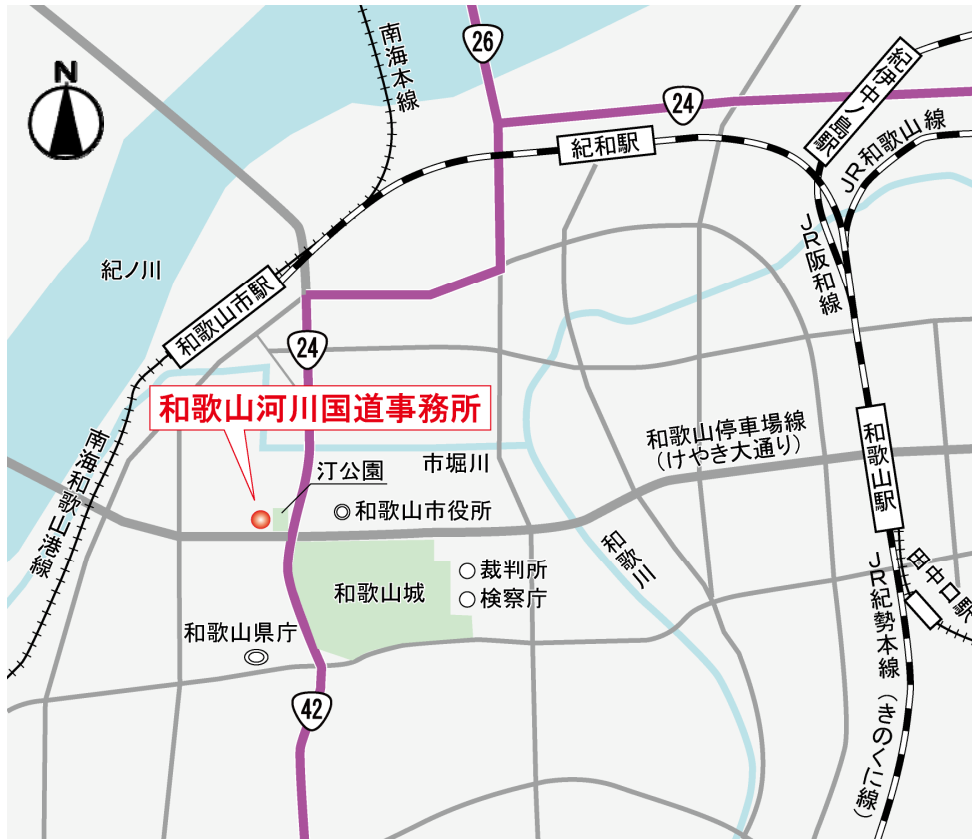 26
南海本線
N
24
紀伊中ノ島駅
紀和駅
JR和歌山線
JR阪和線
紀ノ川
和歌山市駅
24
和歌山河川国道事務所
和歌山停車場線
(けやき大通り)
和歌山駅
市堀川
汀公園
南海和歌山港線
和歌山市役所
和歌川
裁判所
検察庁
和歌山城
田中口駅
和歌山県庁
JR紀勢本線(きのくに線)
42